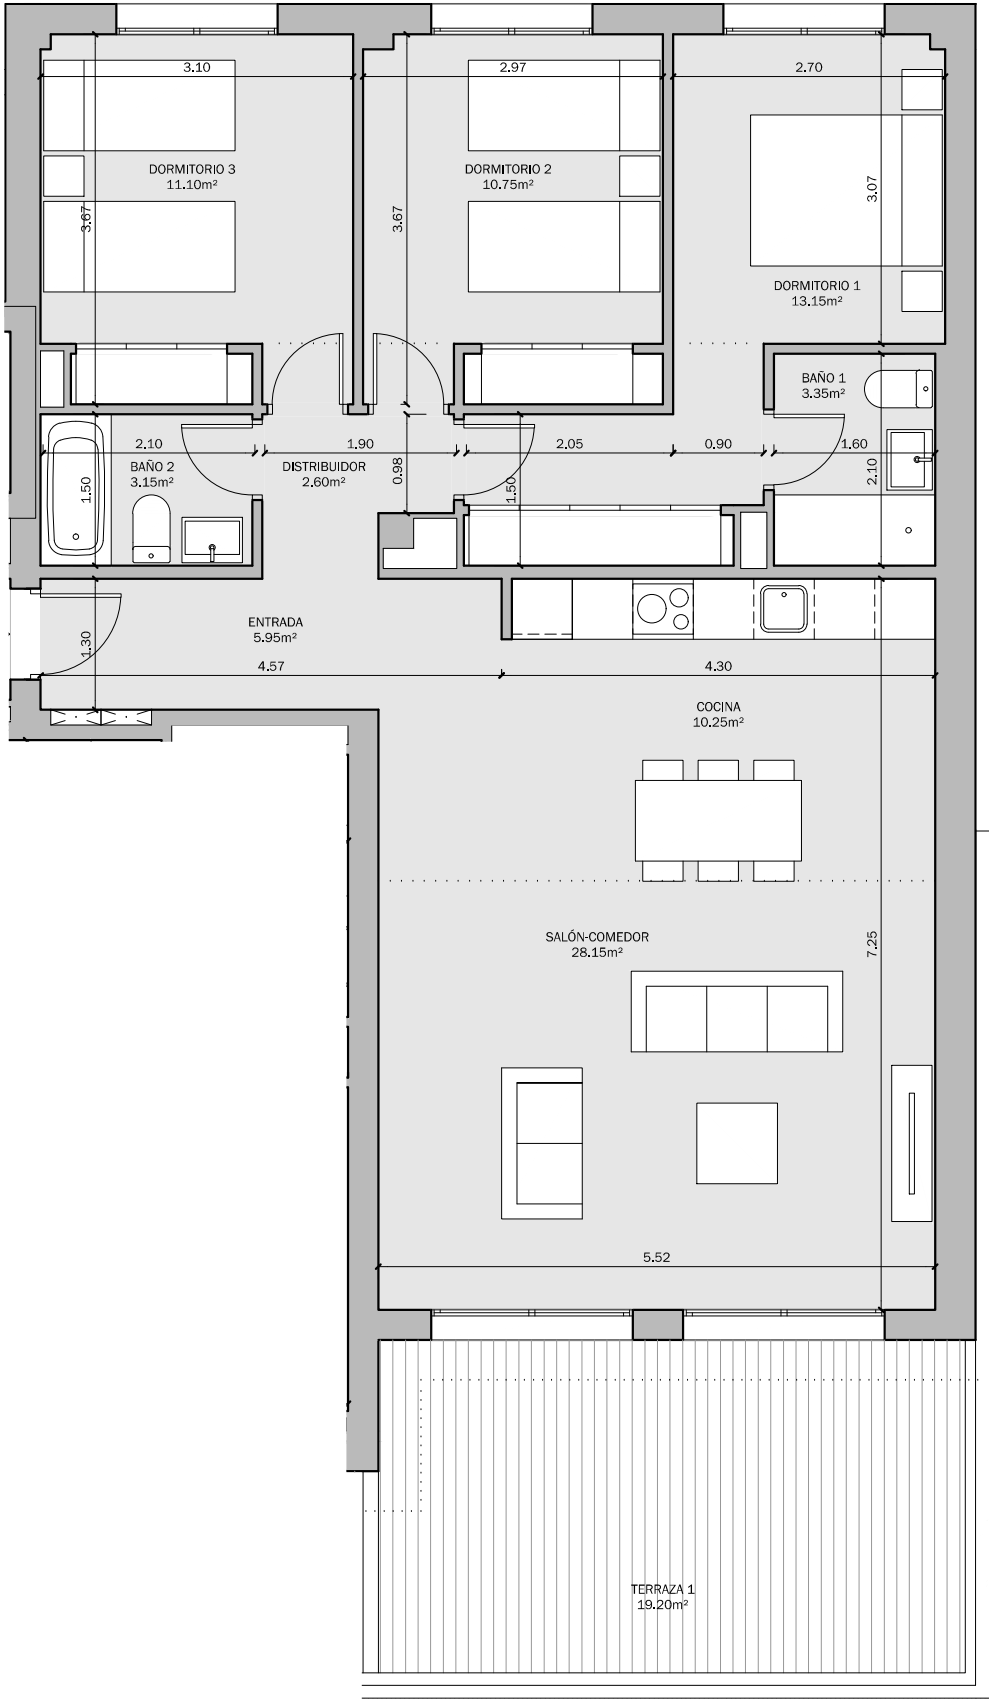 3.10
2.97
2.70
DORMITORIO 3
11.10m²
DORMITORIO 2
10.75m²
3.67
3.67
3.07
DORMITORIO 1
13.15m²
BAÑO 1
3.35m²
2.10
1.90
2.05
0.90
1.60
BAÑO 2
3.15m²
DISTRIBUIDOR
2.60m²
0.98
1.50
1.50
2.10
ENTRADA
5.95m²
1.30
4.57
4.30
COCINA
10.25m²
SALÓN-COMEDOR
28.15m²
7.25
5.52
TERRAZA 1
19.20m²